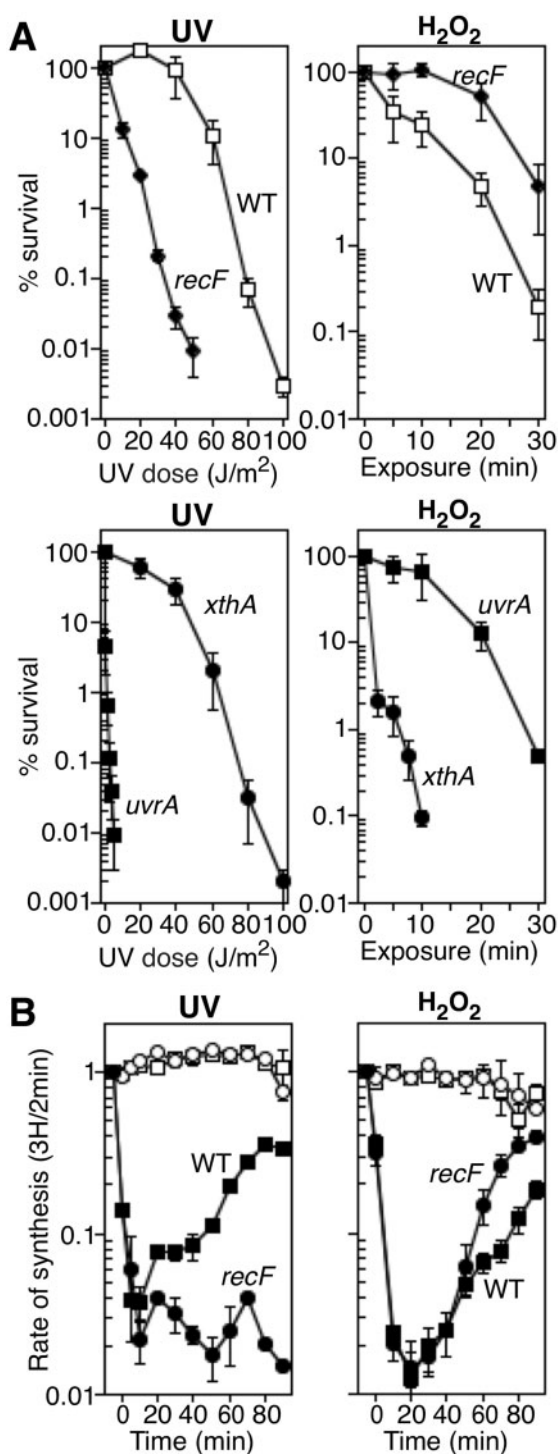 A
UV
H2O2
% survival
100
10
1
0.1
0.01
0.001
WT
recF
0 20 40 60 80 100
UV dose (J/m²)
100
10
1
0.1
0.01
recF
WT
0 10 20 30
Exposure (min)
UV
H2O2
% survival
100
10
1
0.1
0.01
0.001
xthA
uvrA
0 20 40 60 80 100
UV dose (J/m²)
100
10
1
0.1
0.01
uvrA
xthA
0 10 20 30
Exposure (min)
B
UV
H2O2
Rate of synthesis (3H/2min)
1
0.1
0.01
WT
recF
0 20 40 60 80
Time (min)
recF
WT
0 20 40 60 80
Time (min)